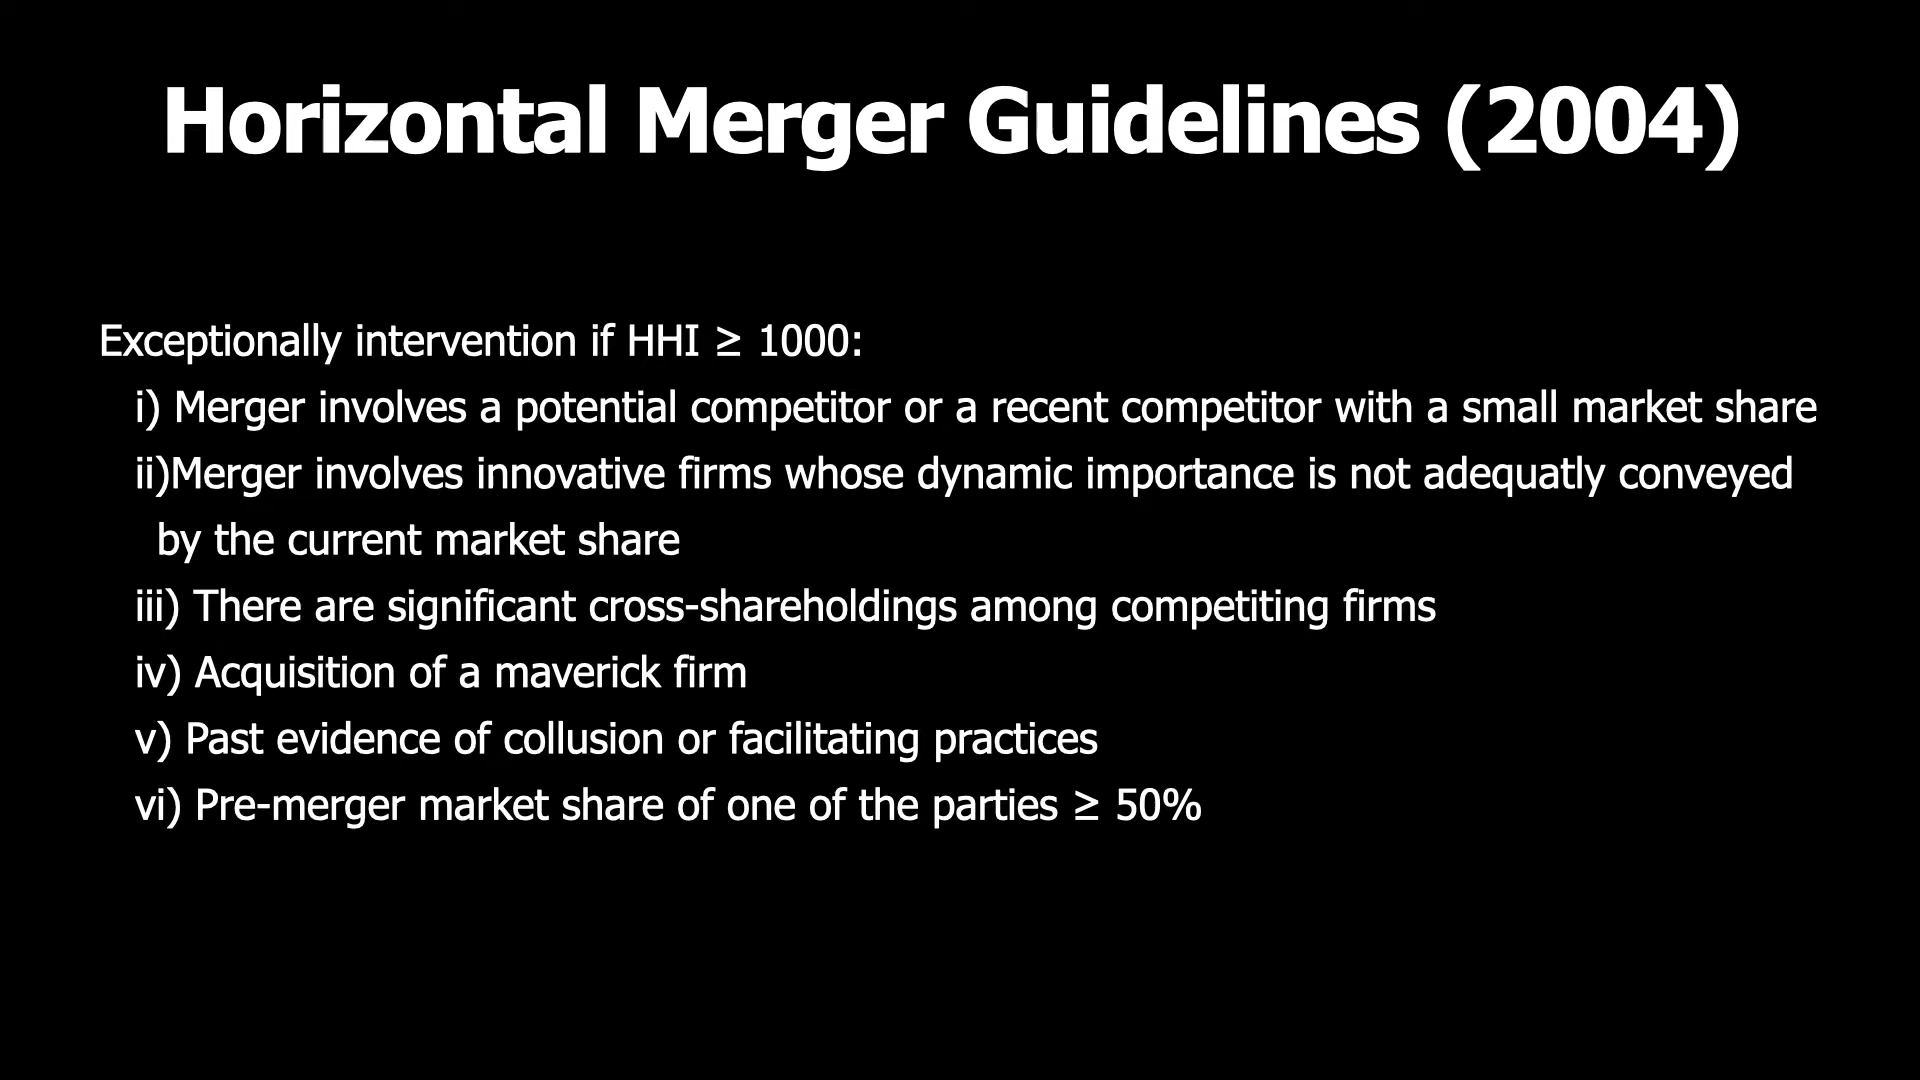 Horizontal Merger Guidelines (2004)
Exceptionally intervention if HHI ≥ 1000:
i) Merger involves a potential competitor or a recent competitor with a small market share
ii)Merger involves innovative firms whose dynamic importance is not adequatly conveyed
by the current market share
iii) There are significant cross-shareholdings among competiting firms
iv) Acquisition of a maverick firm
v) Past evidence of collusion or facilitating practices
vi) Pre-merger market share of one of the parties ≥ 50%